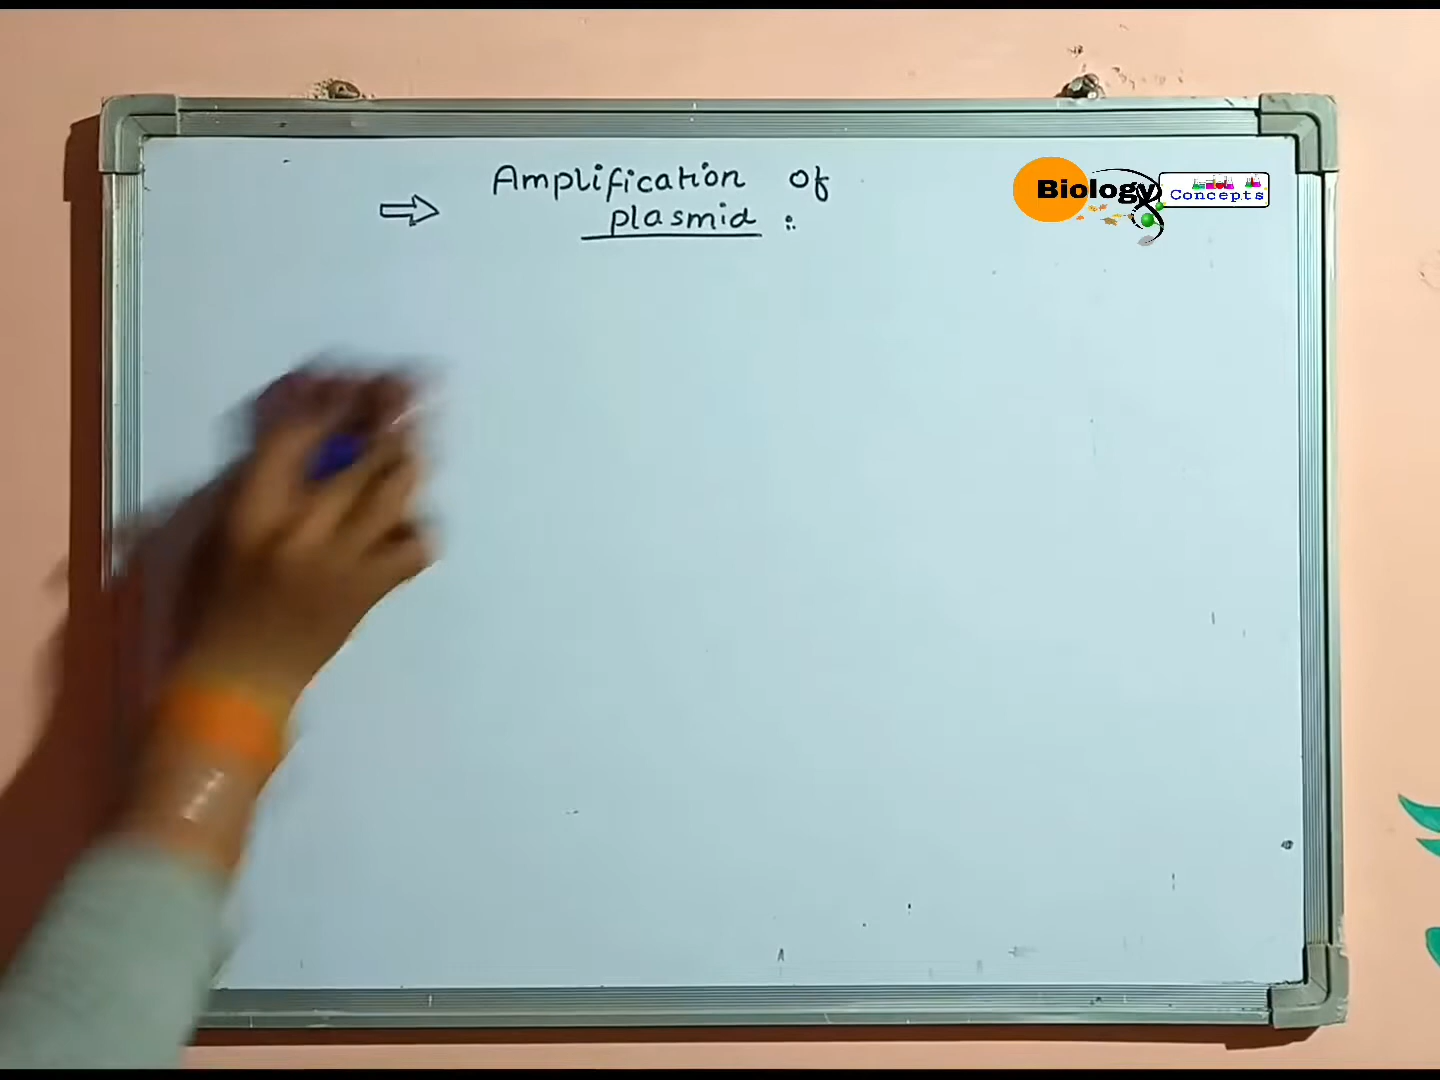 ⇒ Amplification of
plasmid :
Biology
Concepts